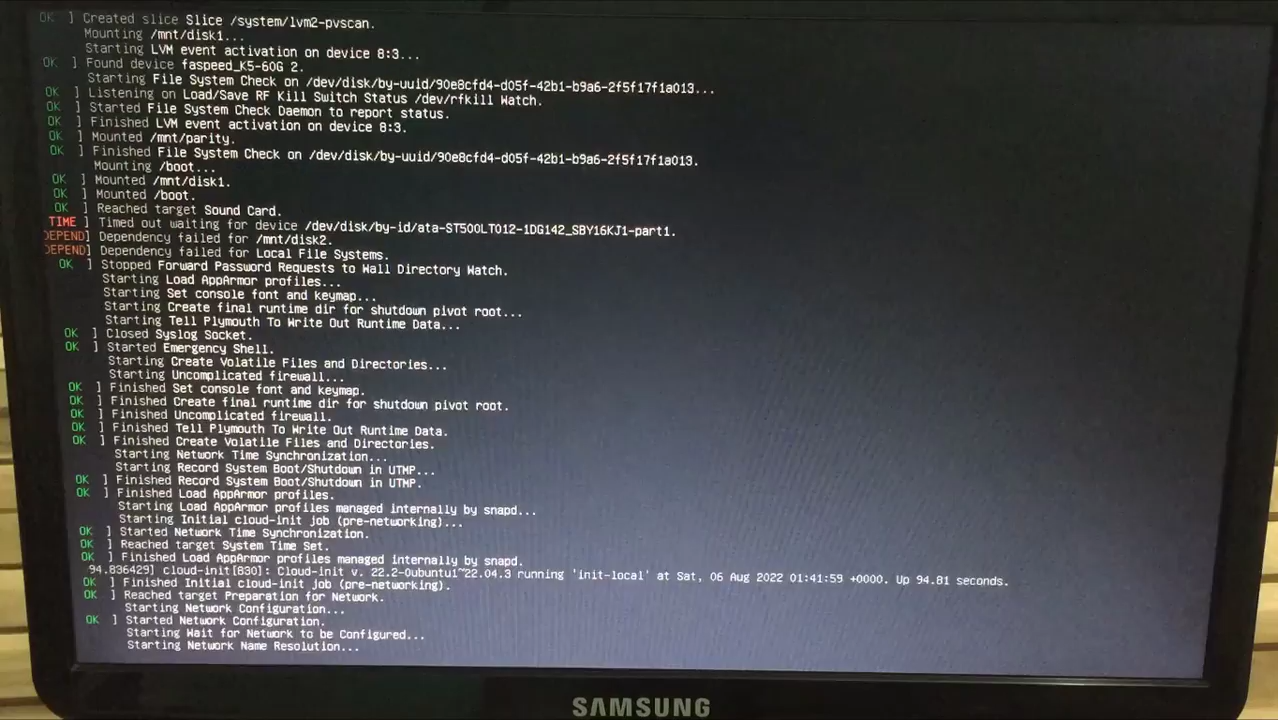 OK ] Created slice Slice /system/lvm2-pvscan.
Mounting /mnt/disk1...
Starting LVM event activation on device 8:3...
OK ] Found device faspeed_K5-60G 2.
Starting File System Check on /dev/disk/by-uuid/90e8cfd4-d05f-42b1-b9a6-2f5f17f1a013...
OK ] Listening on Load/Save RF Kill Switch Status /dev/rfkill Watch.
OK ] Started File System Check Daemon to report status.
OK ] Finished LVM event activation on device 8:3.
OK ] Mounted /mnt/parity.
OK ] Finished File System Check on /dev/disk/by-uuid/90e8cfd4-d05f-42b1-b9a6-2f5f17f1a013.
Mounting /boot...
OK ] Mounted /mnt/disk1.
OK ] Mounted /boot.
OK ] Reached target Sound Card.
TIME ] Timed out waiting for device /dev/disk/by-id/ata-ST500LT012-1DG142_SBY16KJ1-part1.
DEPEND] Dependency failed for /mnt/disk2.
DEPEND] Dependency failed for Local File Systems.
OK ] Stopped Forward Password Requests to Wall Directory Watch.
Starting Load AppArmor profiles...
Starting Set console font and keymap...
Starting Create final runtime dir for shutdown pivot root...
Starting Tell Plymouth To Write Out Runtime Data...
OK ] Closed Syslog Socket.
OK ] Started Emergency Shell.
Starting Create Volatile Files and Directories...
Starting Uncomplicated firewall...
OK ] Finished Set console font and keymap.
OK ] Finished Create final runtime dir for shutdown pivot root.
OK ] Finished Uncomplicated firewall.
OK ] Finished Tell Plymouth To Write Out Runtime Data.
OK ] Finished Create Volatile Files and Directories.
Starting Network Time Synchronization...
Starting Record System Boot/Shutdown in UTMP...
OK ] Finished Record System Boot/Shutdown in UTMP.
OK ] Finished Load AppArmor profiles.
Starting Load AppArmor profiles managed internally by snapd...
Starting Initial cloud-init job (pre-networking)...
OK ] Started Network Time Synchronization.
OK ] Reached target System Time Set.
OK ] Finished Load AppArmor profiles managed internally by snapd.
94.836429] cloud-init[830]: Cloud-init v. 22.2-0ubuntu1~22.04.3 running 'init-local' at Sat, 06 Aug 2022 01:41:59 +0000. Up 94.81 seconds.
OK ] Finished Initial cloud-init job (pre-networking).
OK ] Reached target Preparation for Network.
Starting Network Configuration...
OK ] Started Network Configuration.
Starting Wait for Network to be Configured...
Starting Network Name Resolution...
SAMSUNG